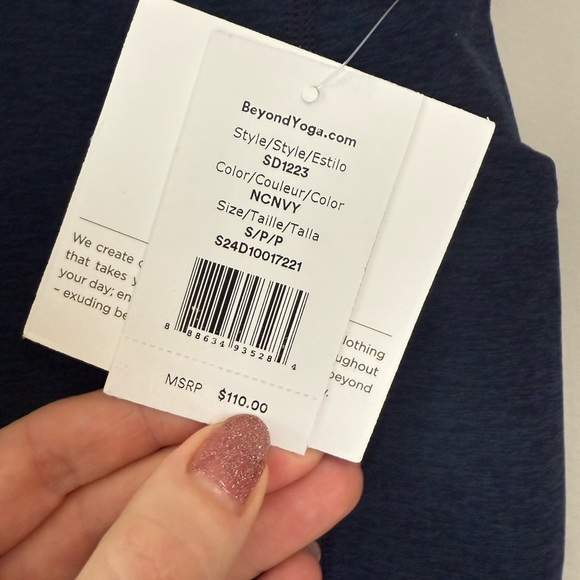 BeyondYoga.com
Style/Style/Estilo
SD1223
Color/Couleur/Color
NCNVY
Size/Taille/Talla
S/P/P
S24D10017221
8 88634 93528 4
MSRP $110.00
We create
that takes
your day; en
– exuding be
lothing
ughout
beyond